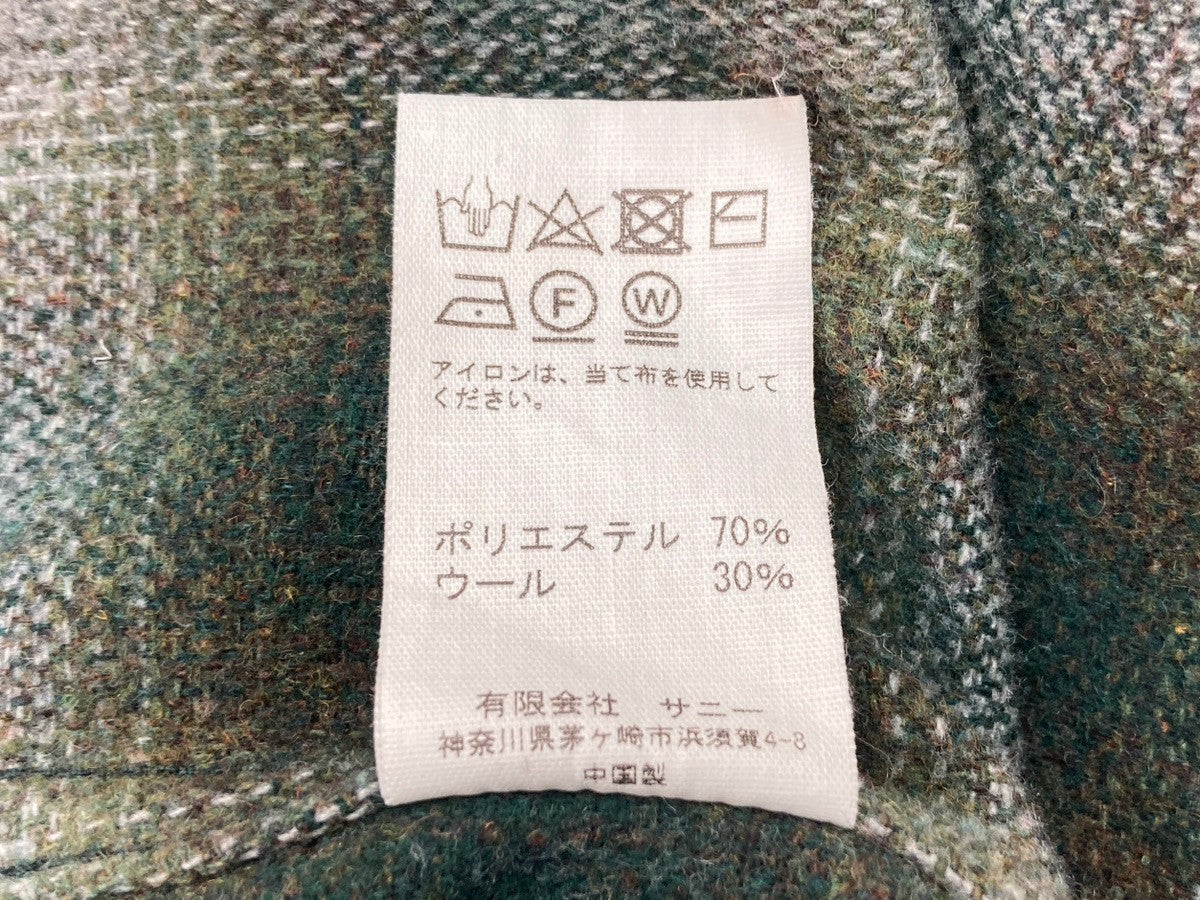 F W
アイロンは、当て布を使用して
ください。
ポリエステル 70%
ウール 30%
有限会社 サニー
神奈川県茅ヶ崎市浜須賀4-8
中国製